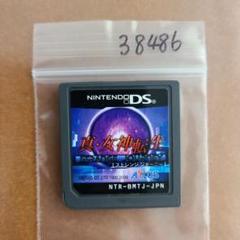 38486
NINTENDO DS
真・女神転生
ストレンジ・ジャーニー
ATLUS
NTR-BMTJ-JPN